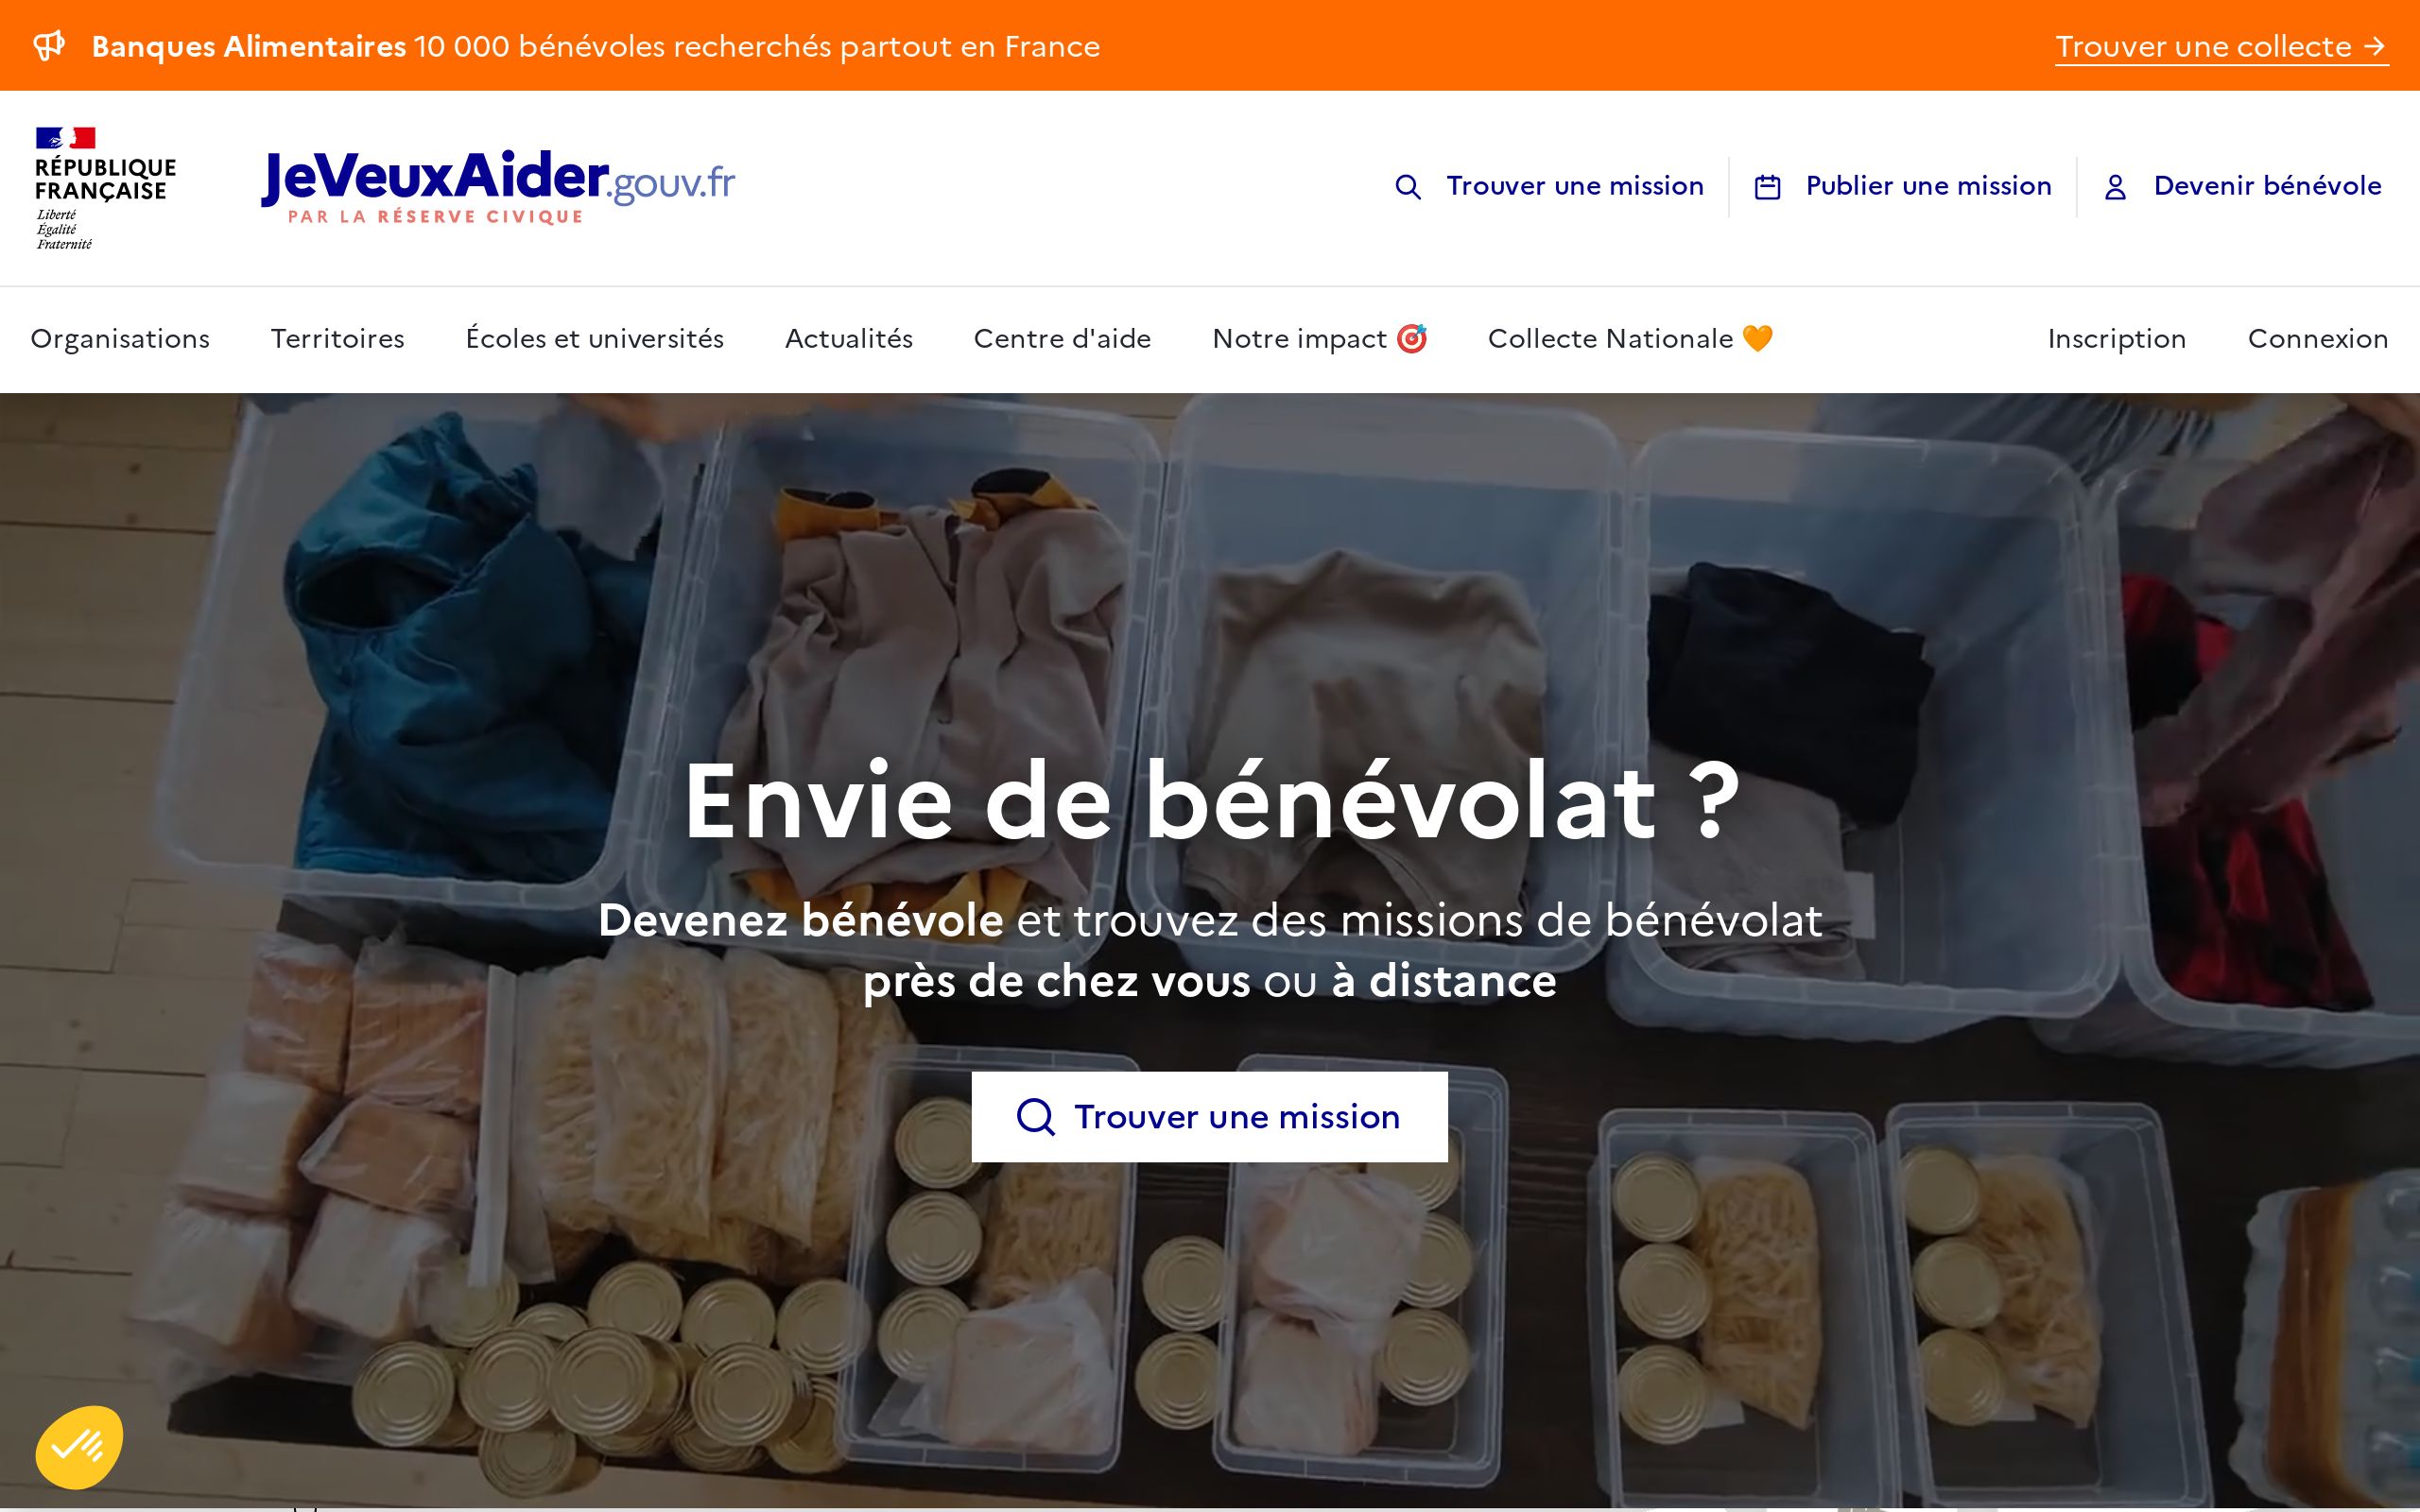 Banques Alimentaires 10 000 bénévoles recherchés partout en France
Trouver une collecte →
RÉPUBLIQUE
FRANÇAISE
Liberté
Égalité
Fraternité
JeVeuxAider.gouv.fr
PAR LA RÉSERVE CIVIQUE
Trouver une mission
Publier une mission
Devenir bénévole
Organisations
Territoires
Écoles et universités
Actualités
Centre d'aide
Notre impact 🎯
Collecte Nationale 🧡
Inscription
Connexion
Envie de bénévolat ?
Devenez bénévole et trouvez des missions de bénévolat
près de chez vous ou à distance
Trouver une mission